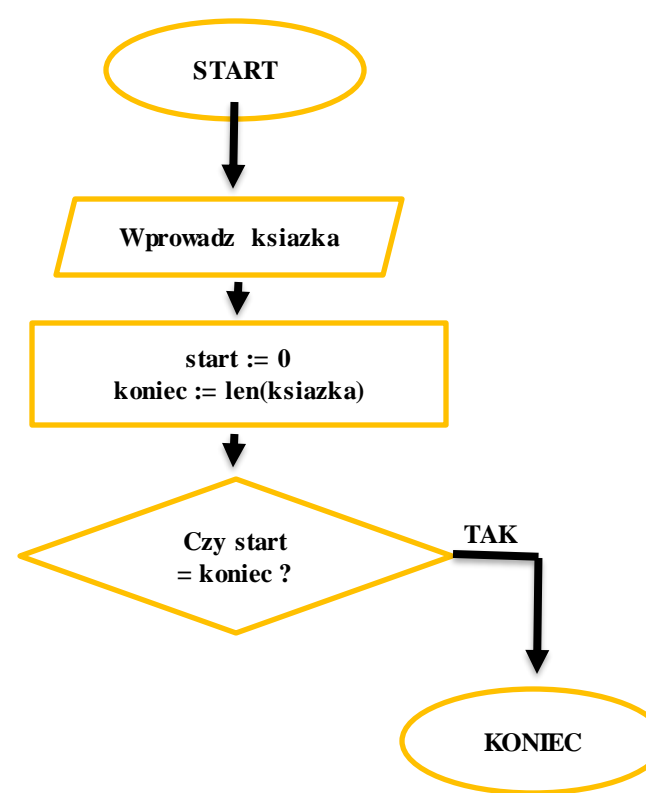 START
Wprowadz ksiazka
start := 0
koniec := len(ksiazka)
Czy start
= koniec ?
TAK
KONIEC